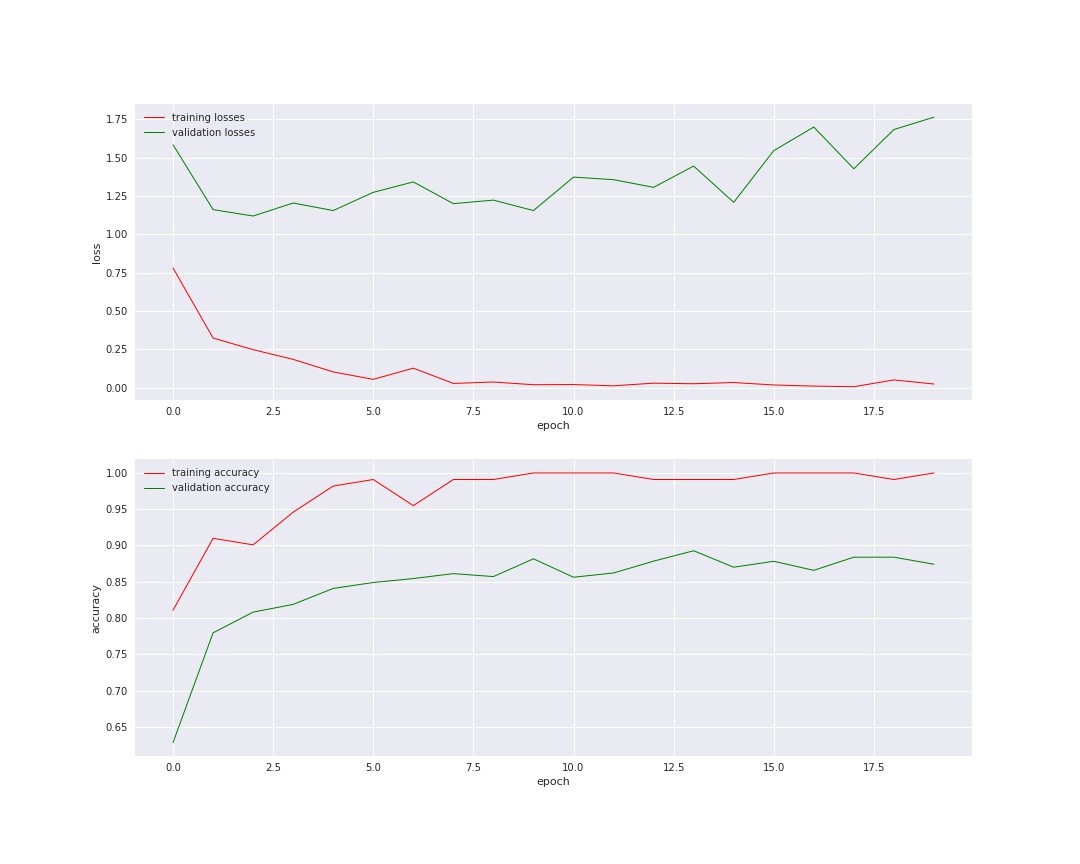 training losses
validation losses
1.75
1.50
1.25
1.00
0.75
0.50
0.25
0.00
loss
0.0 2.5 5.0 7.5 10.0 12.5 15.0 17.5
epoch
training accuracy
validation accuracy
1.00
0.95
0.90
0.85
0.80
0.75
0.70
0.65
accuracy
0.0 2.5 5.0 7.5 10.0 12.5 15.0 17.5
epoch